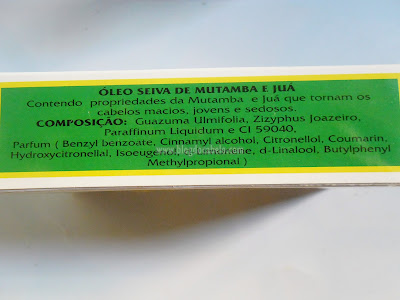 ÓLEO SEIVA DE MUTAMBA E JUÁ
Contendo propriedades da Mutamba e Juá que tornam os
cabelos macios, jovens e sedosos.
COMPOSIÇÃO: Guazuma Ulmifolia, Zizyphus Joazeiro,
Paraffinum Liquidum e CI 59040,
Parfum ( Benzyl benzoate, Cinnamyl alcohol, Citronellol, Coumarin,
Hydroxycitronellal, Isoeugenol, d-Linalool, Butylphenyl
Methylpropional )